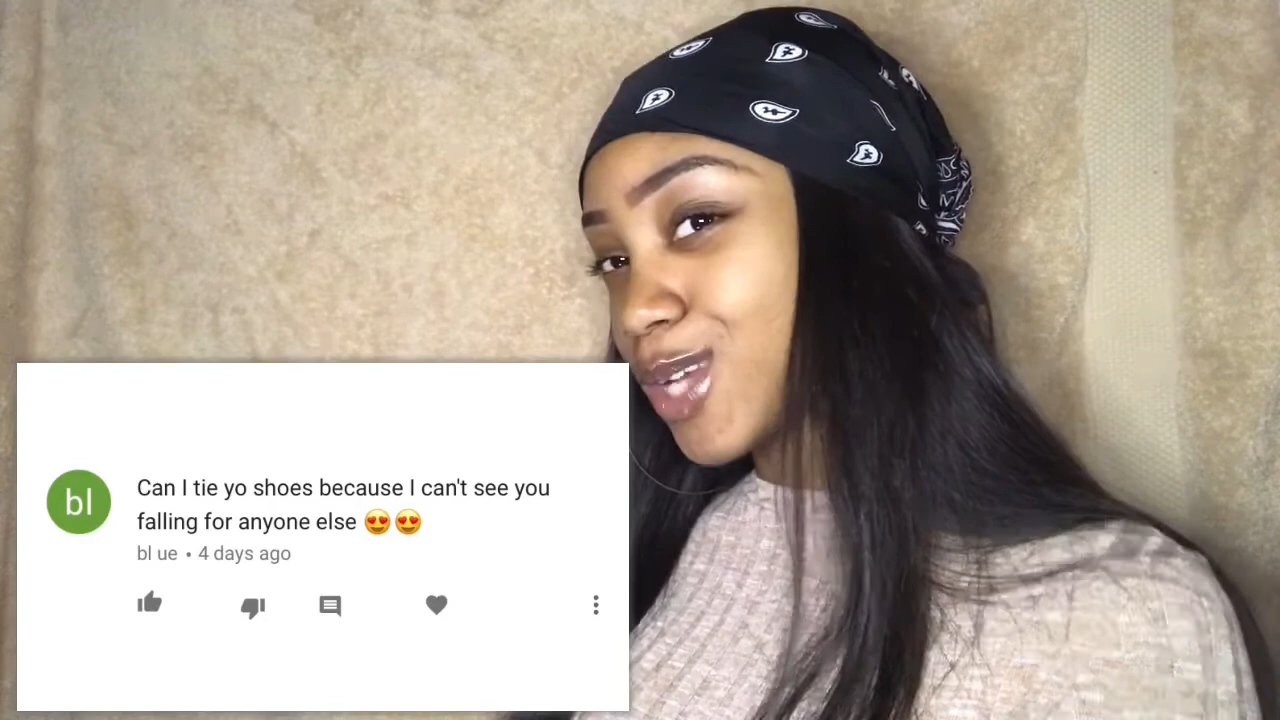 bl
Can I tie yo shoes because I can't see you
falling for anyone else 😍😍
bl ue • 4 days ago